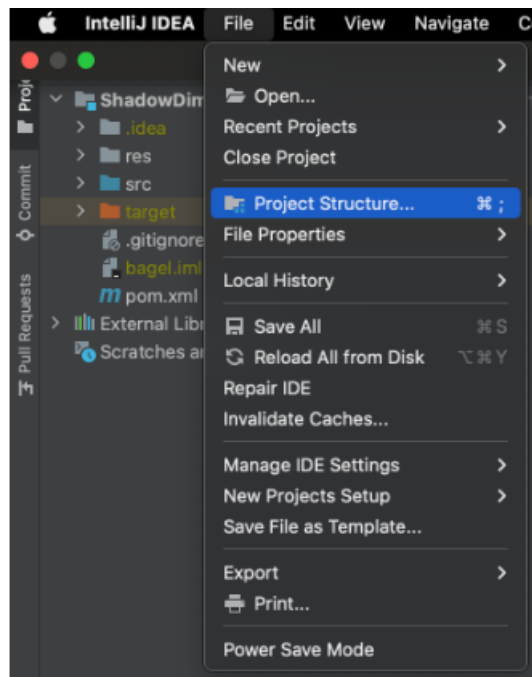 IntelliJ IDEA File Edit View Navigate
ShadowDim
.idea
res
src
target
.gitignore
bagel.iml
pom.xml
External Libr
Scratches a
Proj
Commit
Pull Requests
New
Open...
Recent Projects
Close Project
Project Structure... ⌘ ;
File Properties
Local History
Save All ⌘ S
Reload All from Disk ⌥ ⌘ Y
Repair IDE
Invalidate Caches...
Manage IDE Settings
New Projects Setup
Save File as Template...
Export
Print...
Power Save Mode